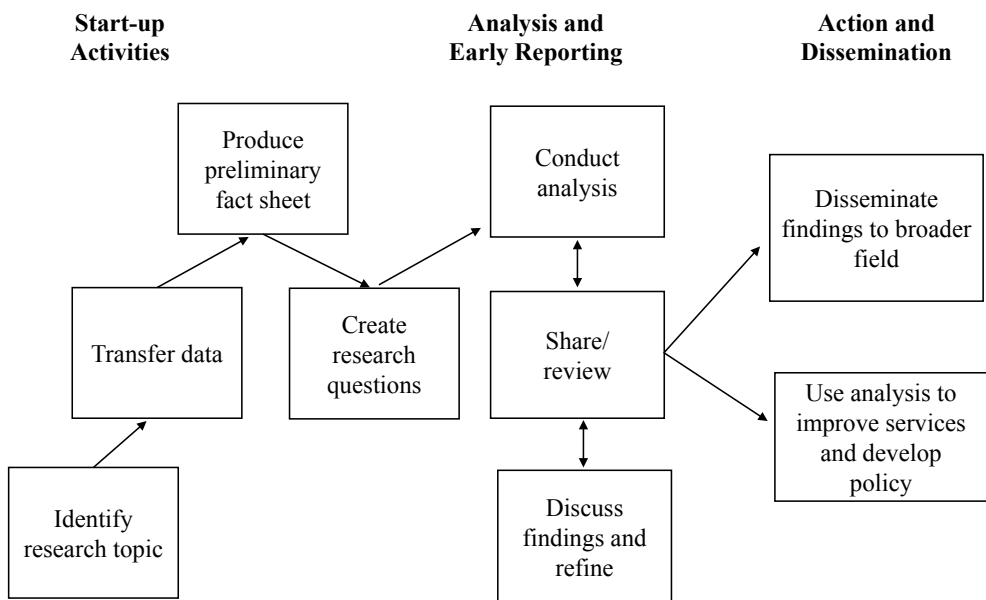 Start-up
Activities
Analysis and
Early Reporting
Action and
Dissemination
Produce
preliminary
fact sheet
Conduct
analysis
Disseminate
findings to broader
field
Transfer data
Create
research
questions
Share/
review
Use analysis to
improve services
and develop
policy
Identify
research topic
Discuss
findings and
refine